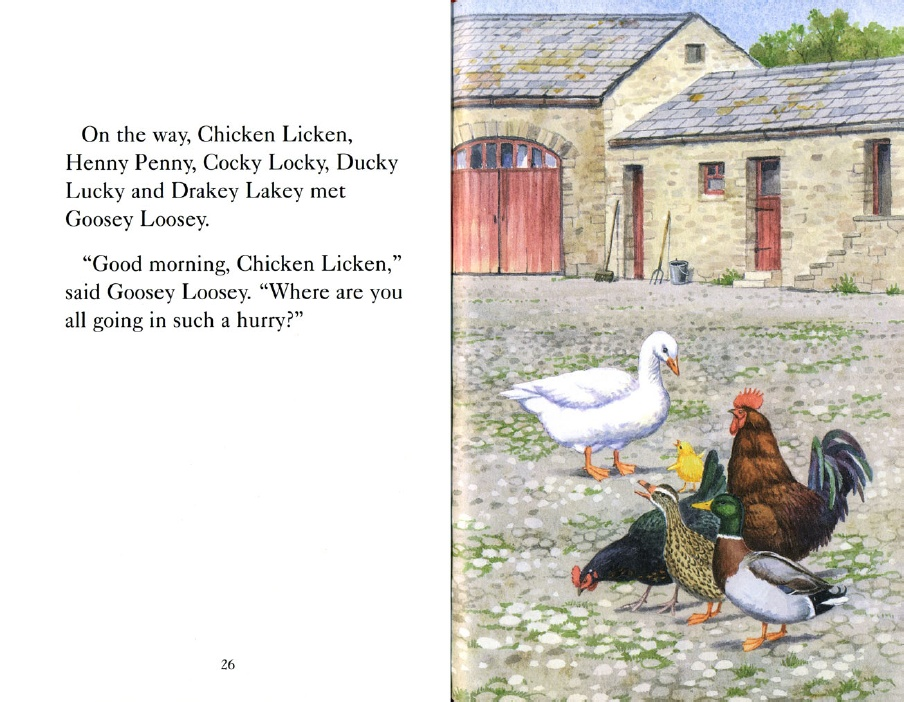 On the way, Chicken Licken,
Henny Penny, Cocky Locky, Ducky
Lucky and Drakey Lakey met
Goosey Loosey.
“Good morning, Chicken Licken,”
said Goosey Loosey. “Where are you
all going in such a hurry?”
26